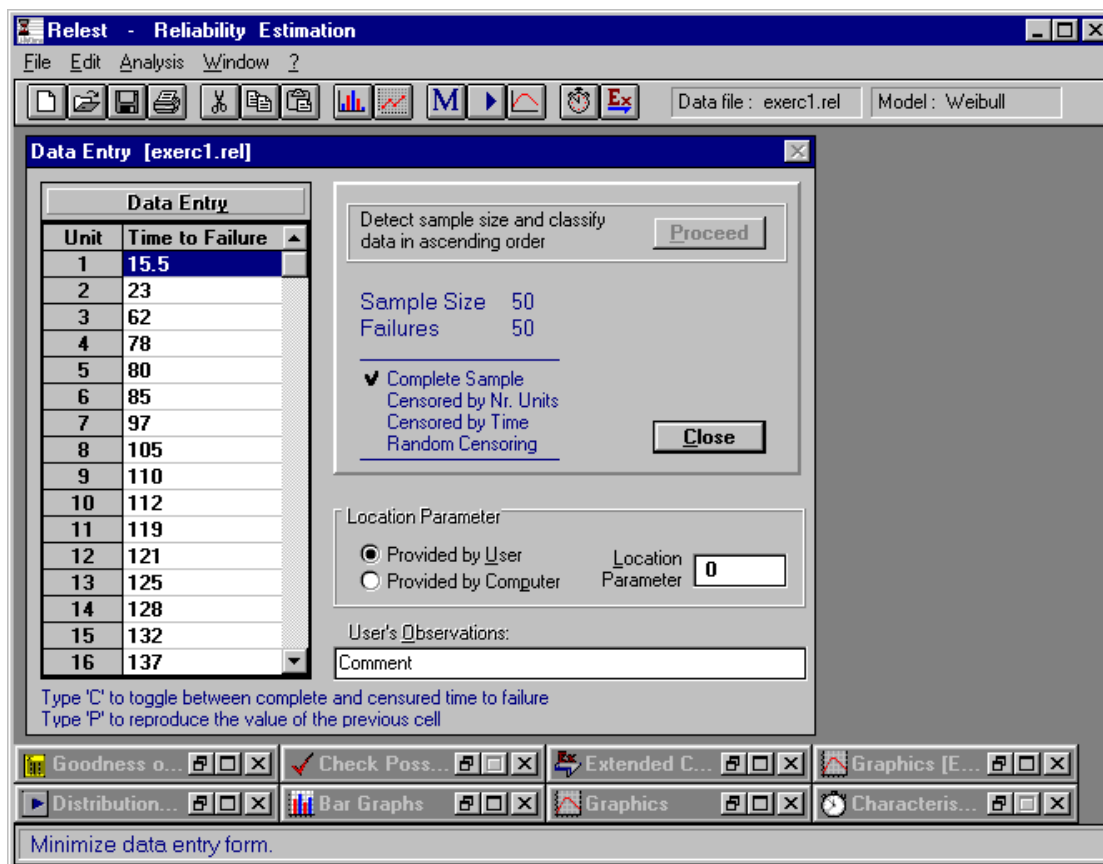 Relest - Reliability Estimation
File Edit Analysis Window ?
M Ex Data file : exerc1.rel Model : Weibull
Data Entry [exerc1.rel]
Data Entry
Unit Time to Failure
1 15.5
2 23
3 62
4 78
5 80
6 85
7 97
8 105
9 110
10 112
11 119
12 121
13 125
14 128
15 132
16 137
Detect sample size and classify
data in ascending order
Proceed
Sample Size 50
Failures 50
Complete Sample
Censored by Nr. Units
Censored by Time
Random Censoring
Close
Location Parameter
Provided by User
Provided by Computer
Location
Parameter
0
User's Observations:
Comment
Type 'C' to toggle between complete and censured time to failure
Type 'P' to reproduce the value of the previous cell
Goodness o... Check Poss... Ex Extended C... Graphics [E...
Distribution... Bar Graphs Graphics Characteris...
Minimize data entry form.